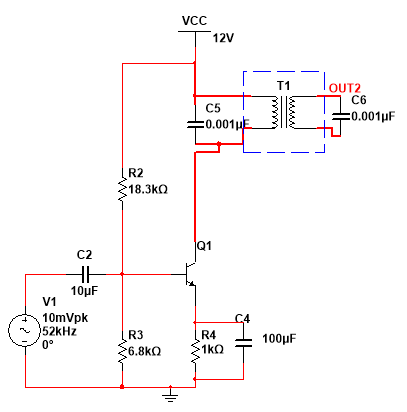 VCC
12V
T1
OUT2
C5
0.001µF
C6
0.001µF
R2
18.3kΩ
Q1
C2
10µF
V1
10mVpk
52kHz
0°
R3
6.8kΩ
R4
1kΩ
C4
100µF